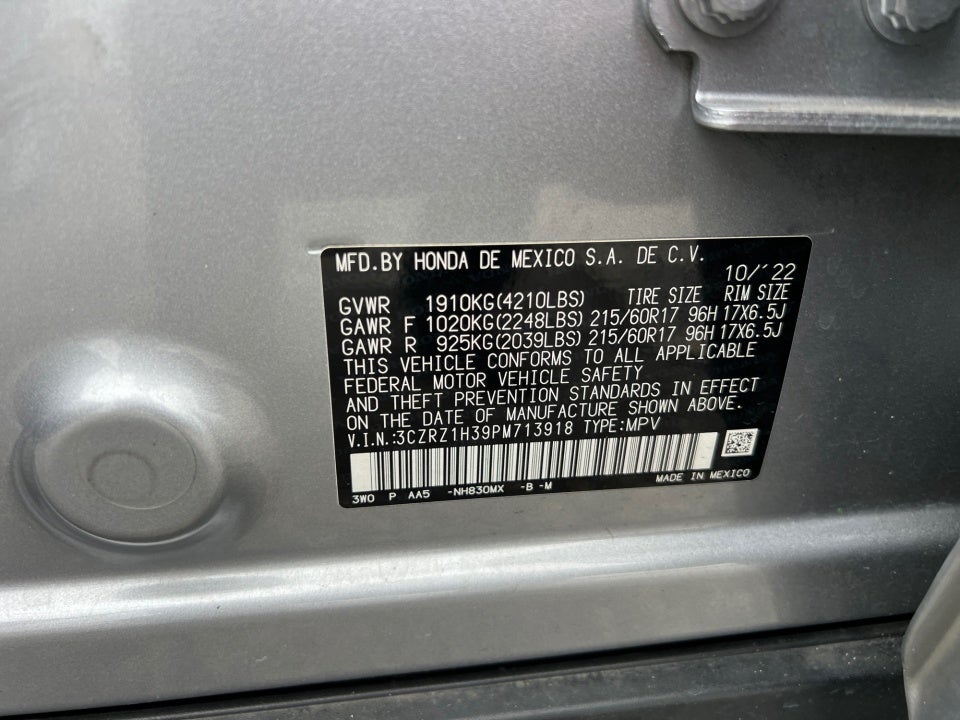 MFD.BY HONDA DE MEXICO S.A. DE C.V.
10/´22
GVWR 1910KG(4210LBS) TIRE SIZE RIM SIZE
GAWR F 1020KG(2248LBS) 215/60R17 96H 17X6.5J
GAWR R 925KG(2039LBS) 215/60R17 96H 17X6.5J
THIS VEHICLE CONFORMS TO ALL APPLICABLE
FEDERAL MOTOR VEHICLE SAFETY
AND THEFT PREVENTION STANDARDS IN EFFECT
ON THE DATE OF MANUFACTURE SHOWN ABOVE.
V.I.N.:3CZRZ1H39PM713918 TYPE:MPV
3W0 P AA5 -NH830MX -B -M MADE IN MEXICO